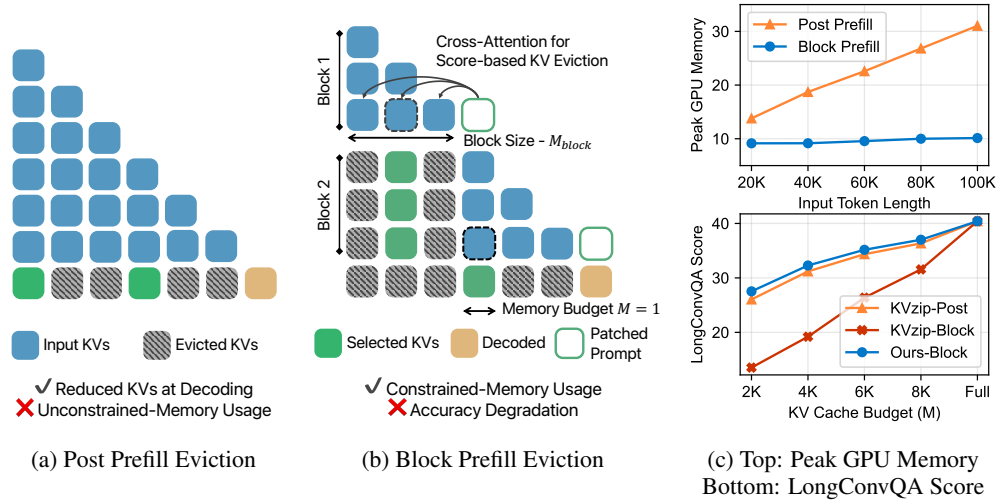 Input KVs
Evicted KVs
✓ Reduced KVs at Decoding
✗ Unconstrained-Memory Usage
(a) Post Prefill Eviction
Block 1
Cross-Attention for
Score-based KV Eviction
Block Size - M_block
Block 2
Memory Budget M = 1
Selected KVs
Decoded
Patched
Prompt
✓ Constrained-Memory Usage
✗ Accuracy Degradation
(b) Block Prefill Eviction
Peak GPU Memory
30
20
10
Post Prefill
Block Prefill
20K 40K 60K 80K 100K
Input Token Length
LongConvQA Score
40
30
20
KVzip-Post
KVzip-Block
Ours-Block
2K 4K 6K 8K Full
KV Cache Budget (M)
(c) Top: Peak GPU Memory
Bottom: LongConvQA Score